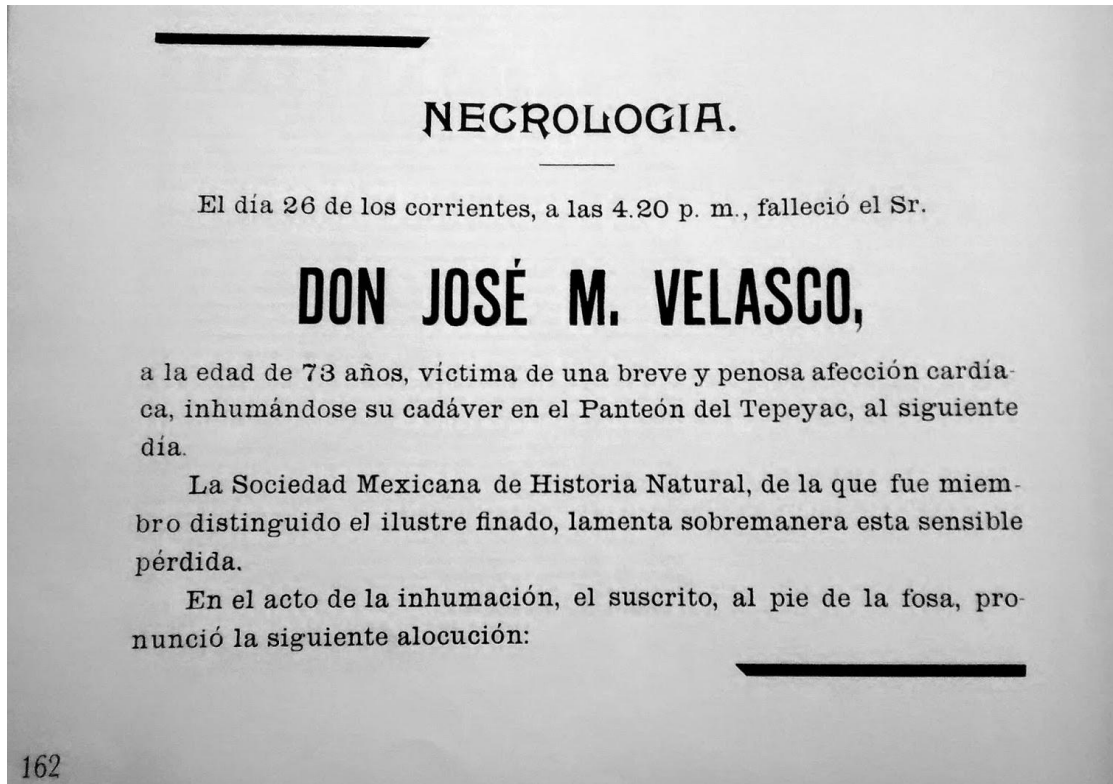 NECROLOGIA.
El día 26 de los corrientes, a las 4.20 p. m., falleció el Sr.
DON JOSÉ M. VELASCO,
a la edad de 73 años, víctima de una breve y penosa afección cardía-
ca, inhumándose su cadáver en el Panteón del Tepeyac, al siguiente
día.
La Sociedad Mexicana de Historia Natural, de la que fue miem-
bro distinguido el ilustre finado, lamenta sobremanera esta sensible
pérdida.
En el acto de la inhumación, el suscrito, al pie de la fosa, pro-
nunció la siguiente alocución:
162